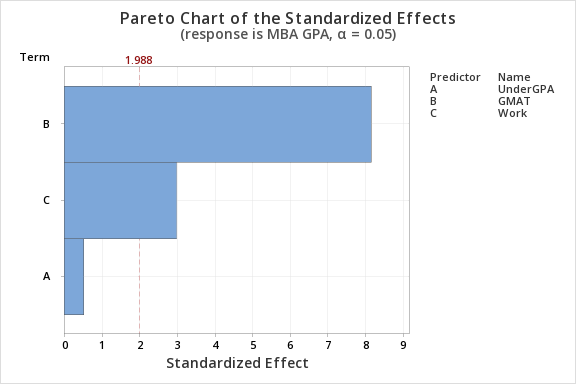 Pareto Chart of the Standardized Effects
(response is MBA GPA, α = 0.05)
Term
1.988
Predictor Name
A UnderGPA
B GMAT
C Work
B
C
A
0 1 2 3 4 5 6 7 8 9
Standardized Effect